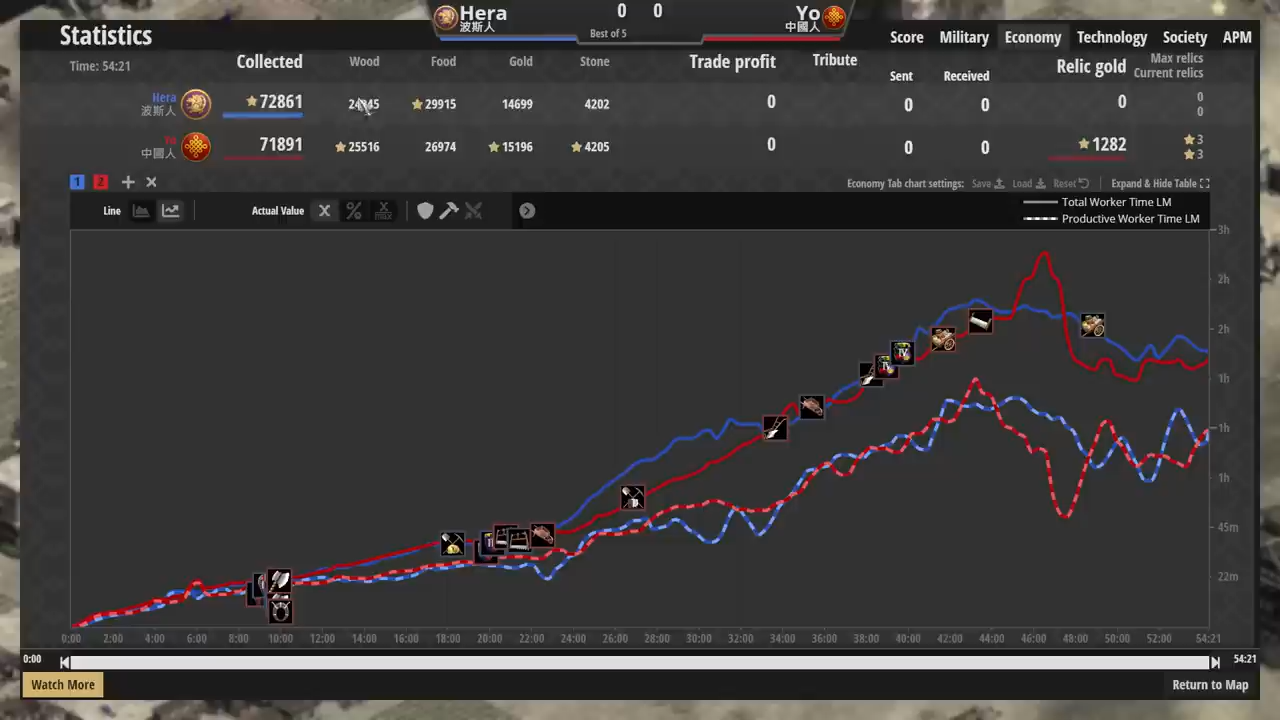 Hera
波斯人
0 0
Best of 5
Yo
中國人
Statistics
Score Military Economy Technology Society APM
Time: 54:21
Collected Wood Food Gold Stone Trade profit Tribute Sent Received Relic gold Max relics
Current relics
Hera
波斯人
72861 29915 14699 4202 0 0 0 0 0
0
Yo
中國人
71891 25516 26974 15196 4205 0 0 0 1282 3
3
1 2 Economy Tab chart settings: Save Load Reset Expand & Hide Table
Line Actual Value X % X MAX
Total Worker Time LM
Productive Worker Time LM
3h
2h
2h
1h
1h
1h
45m
22m
IV
0:00 2:00 4:00 6:00 8:00 10:00 12:00 14:00 16:00 18:00 20:00 22:00 24:00 26:00 28:00 30:00 32:00 34:00 36:00 38:00 40:00 42:00 44:00 46:00 48:00 50:00 52:00 54:21
0:00 54:21
Watch More Return to Map